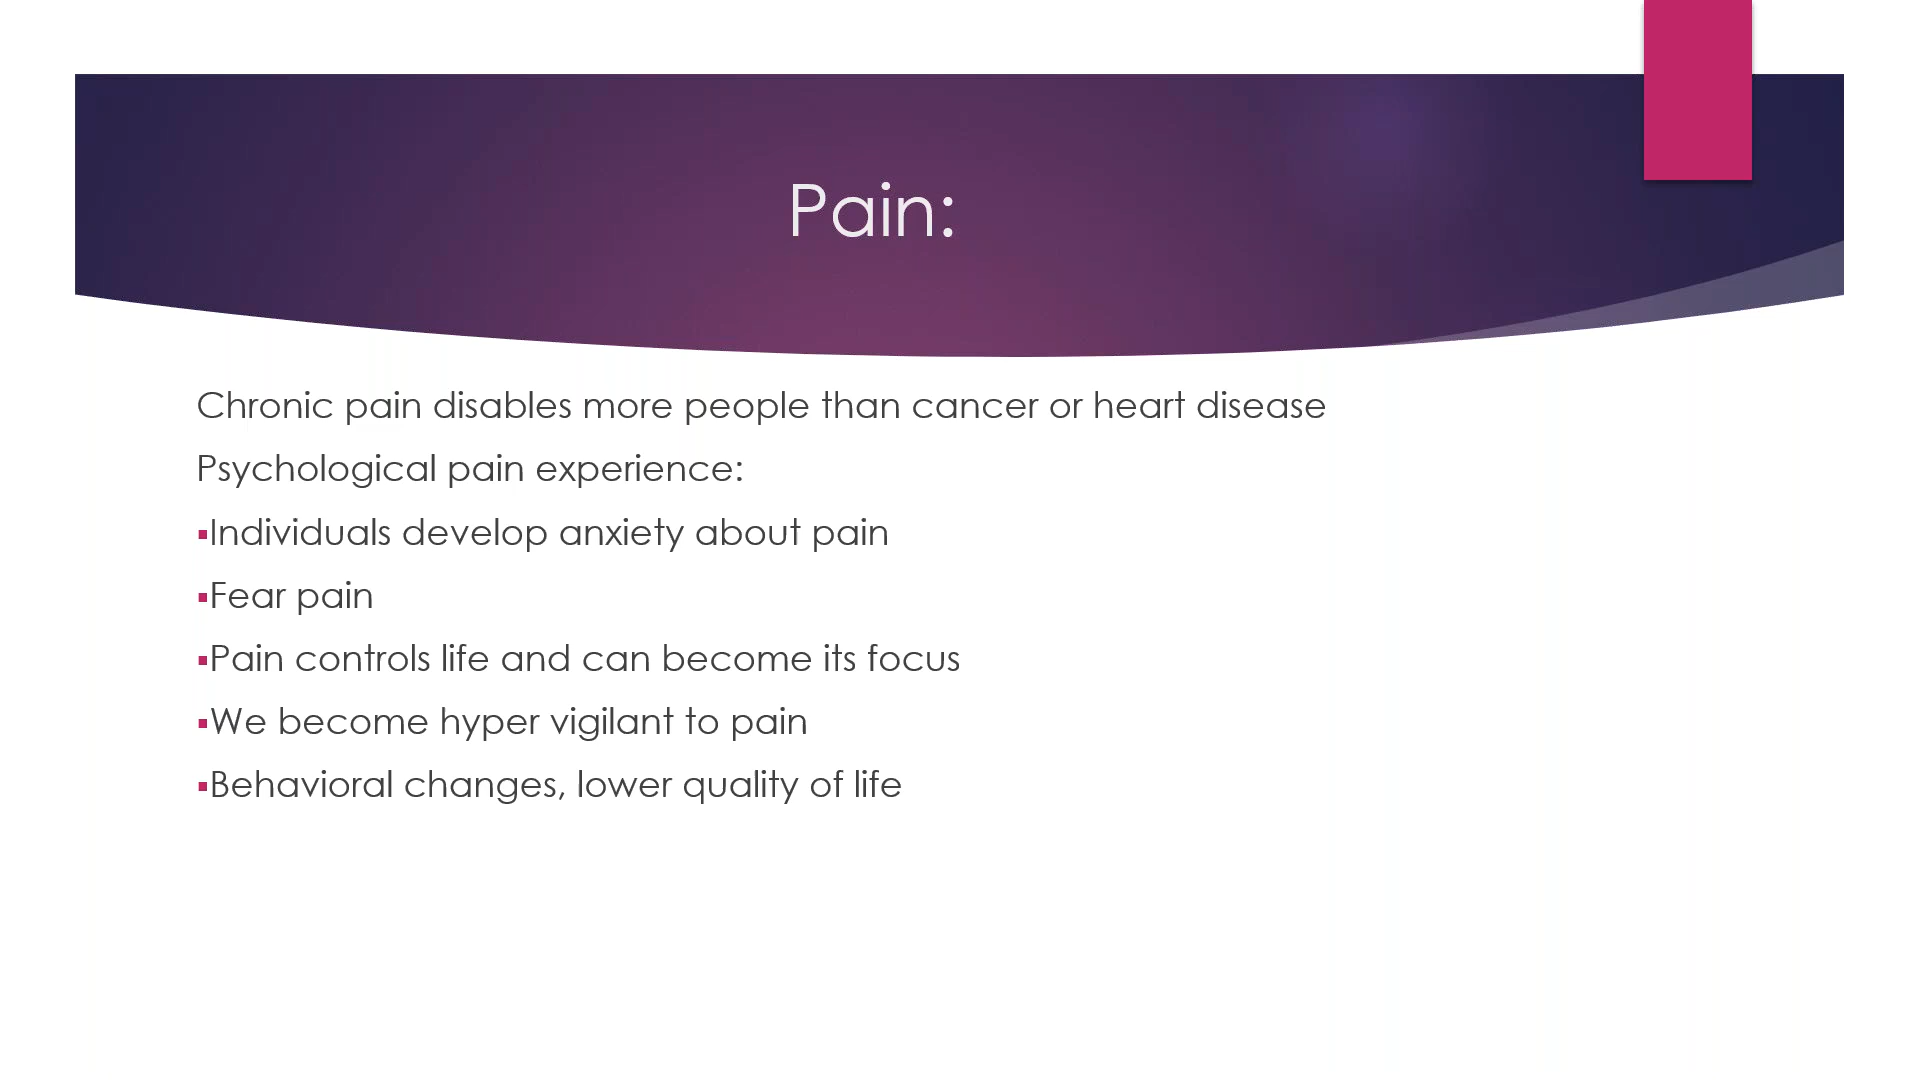 Pain:
Chronic pain disables more people than cancer or heart disease
Psychological pain experience:
▪Individuals develop anxiety about pain
▪Fear pain
▪Pain controls life and can become its focus
▪We become hyper vigilant to pain
▪Behavioral changes, lower quality of life